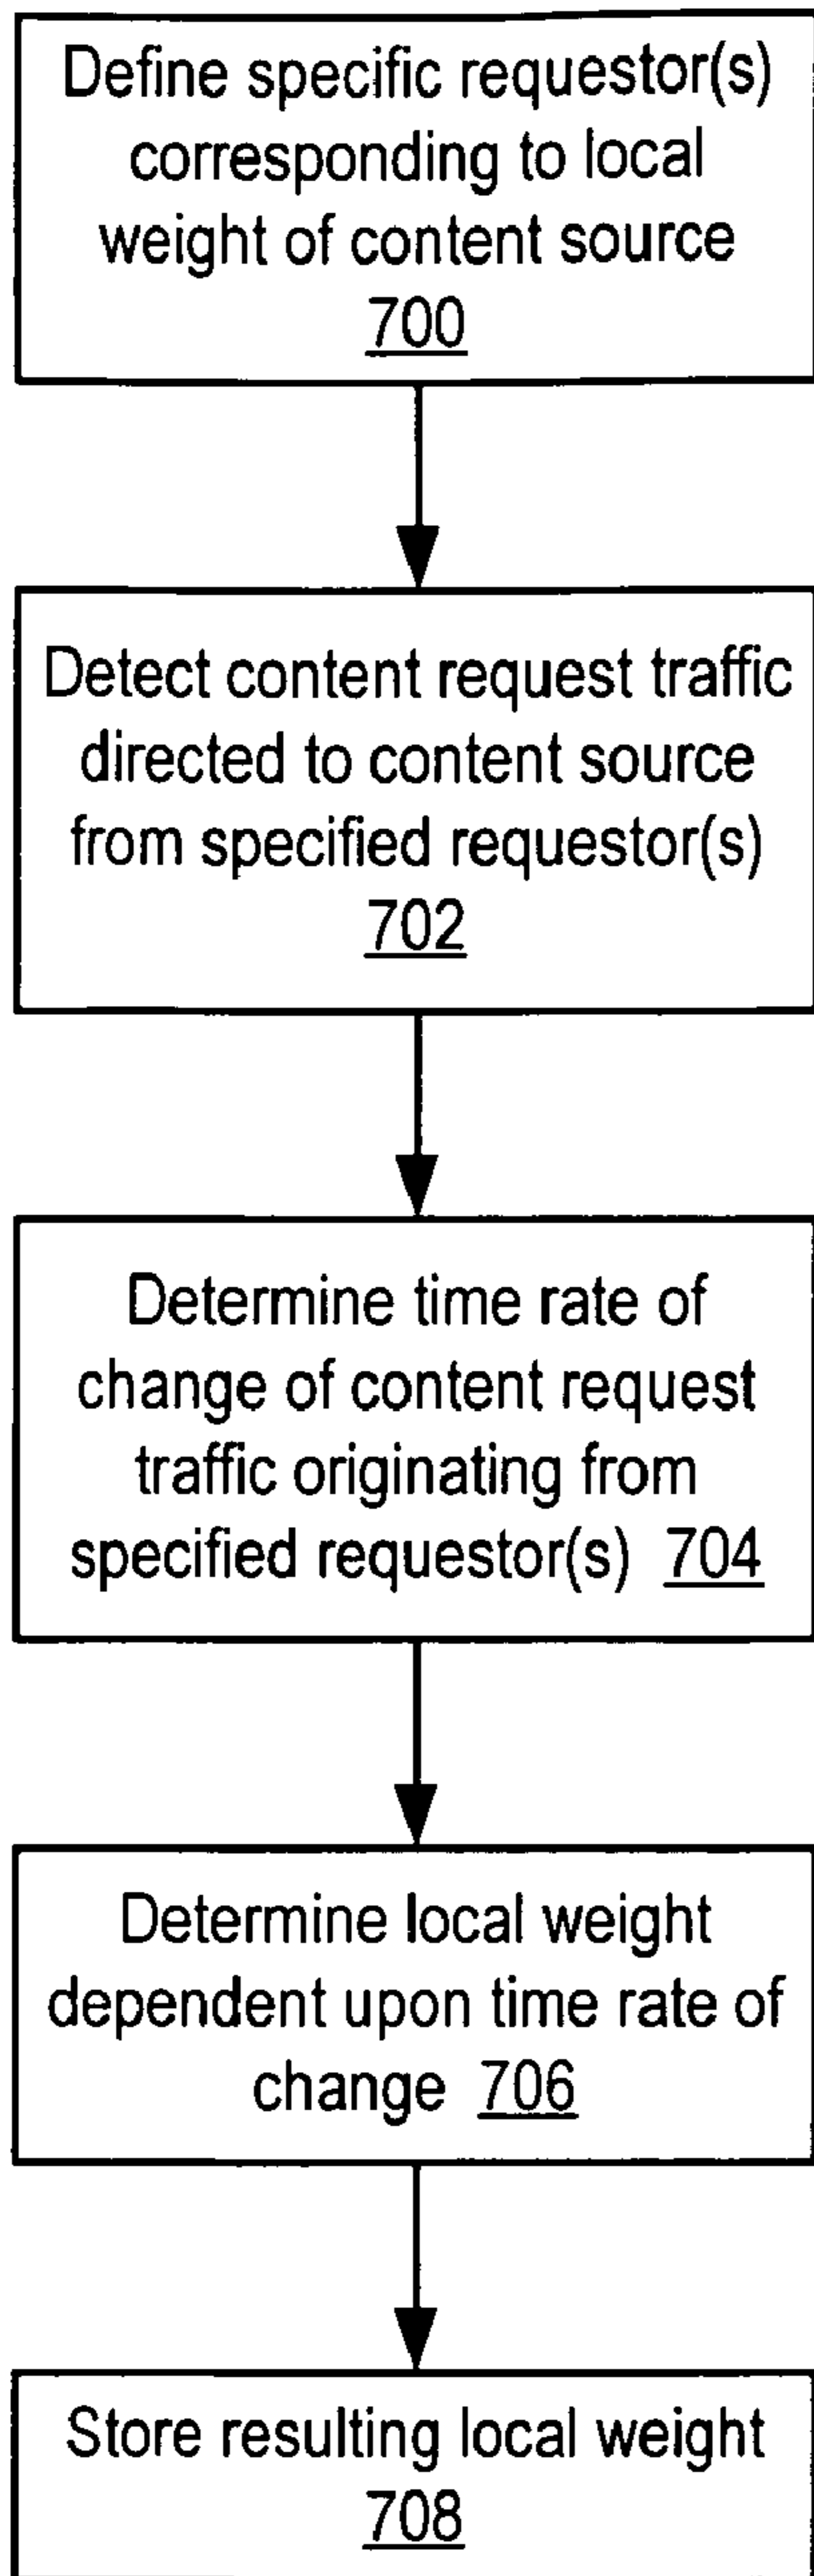 Define specific requestor(s)
corresponding to local
weight of content source
700
Detect content request traffic
directed to content source
from specified requestor(s)
702
Determine time rate of
change of content request
traffic originating from
specified requestor(s) 704
Determine local weight
dependent upon time rate of
change 706
Store resulting local weight
708